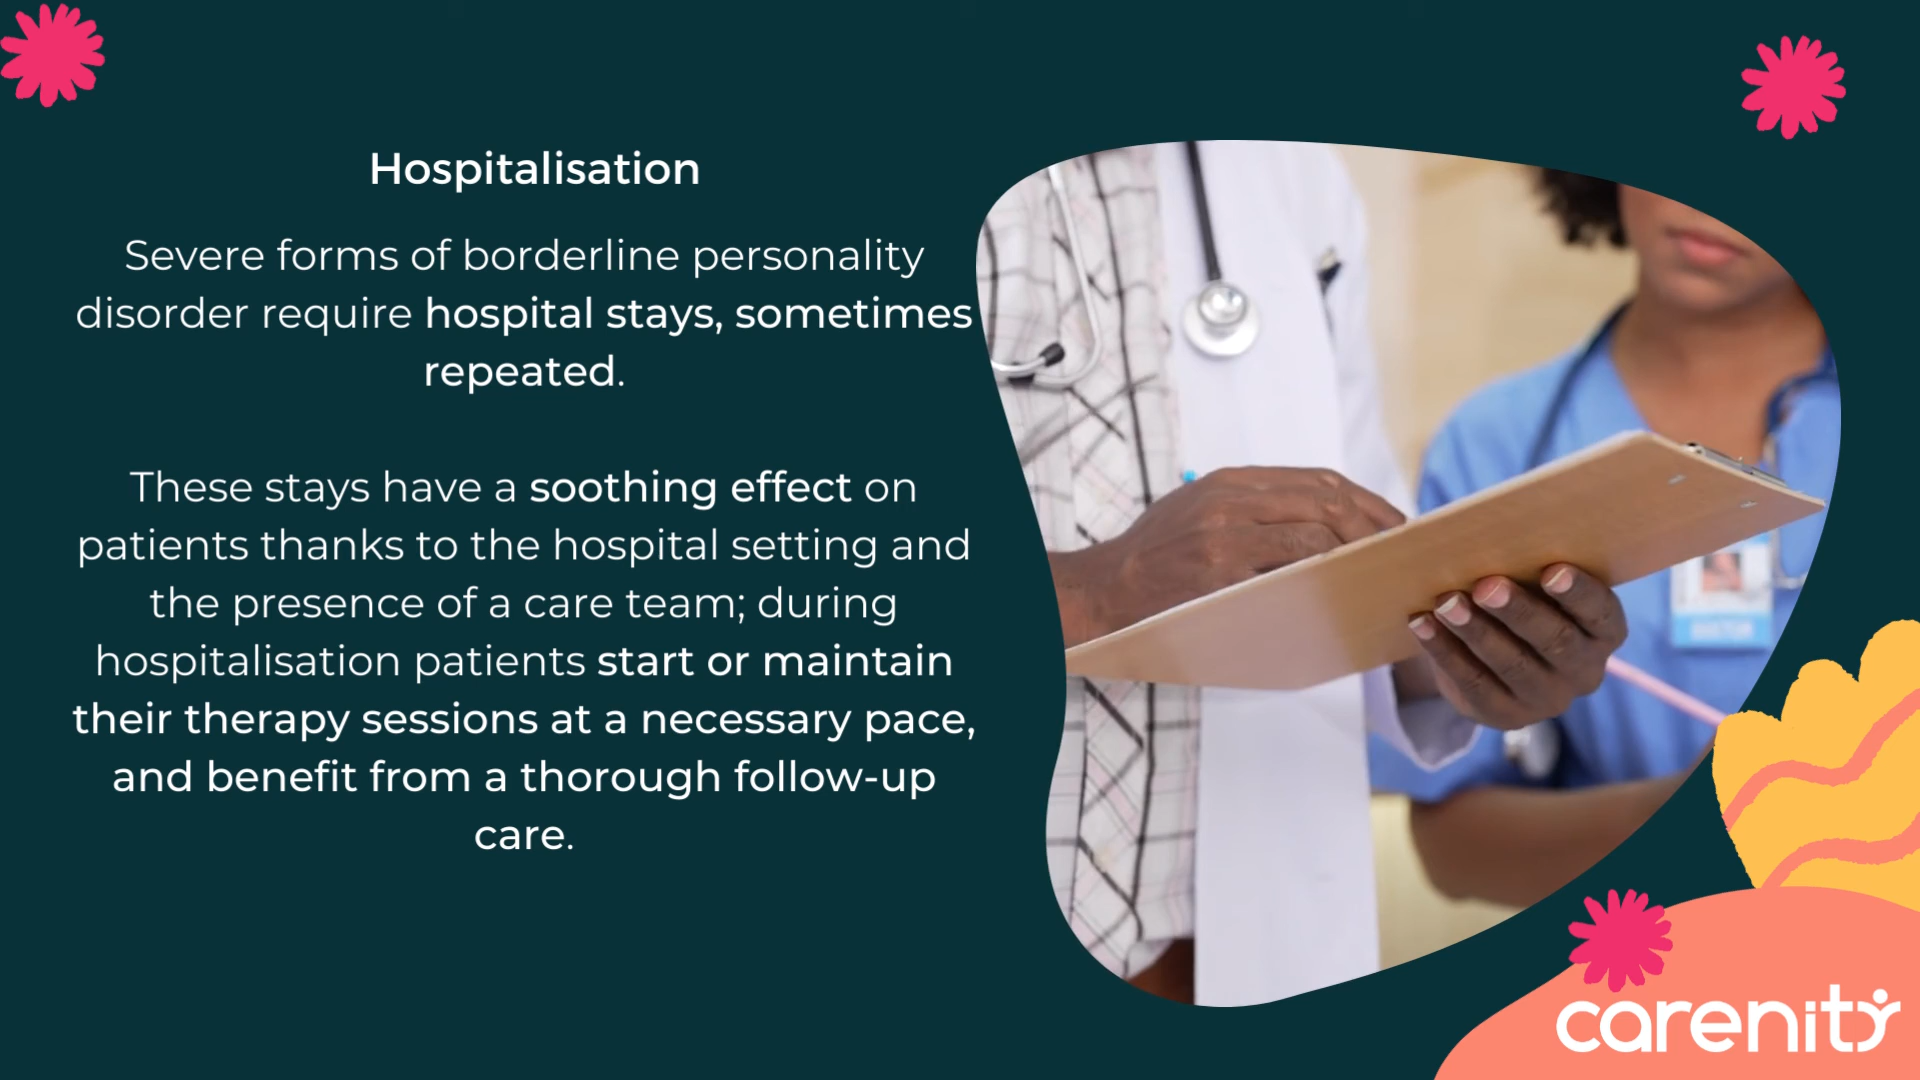 Hospitalisation
Severe forms of borderline personality
disorder require hospital stays, sometimes
repeated.
These stays have a soothing effect on
patients thanks to the hospital setting and
the presence of a care team; during
hospitalisation patients start or maintain
their therapy sessions at a necessary pace,
and benefit from a thorough follow-up
care.
carenity